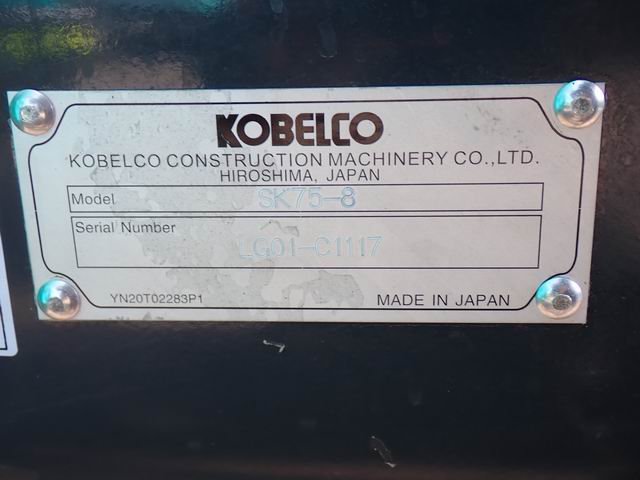 KOBELCO
KOBELCO CONSTRUCTION MACHINERY CO.,LTD.
HIROSHIMA, JAPAN
Model SK75-8
Serial Number
LG01-C1117
YN20T02283P1 MADE IN JAPAN